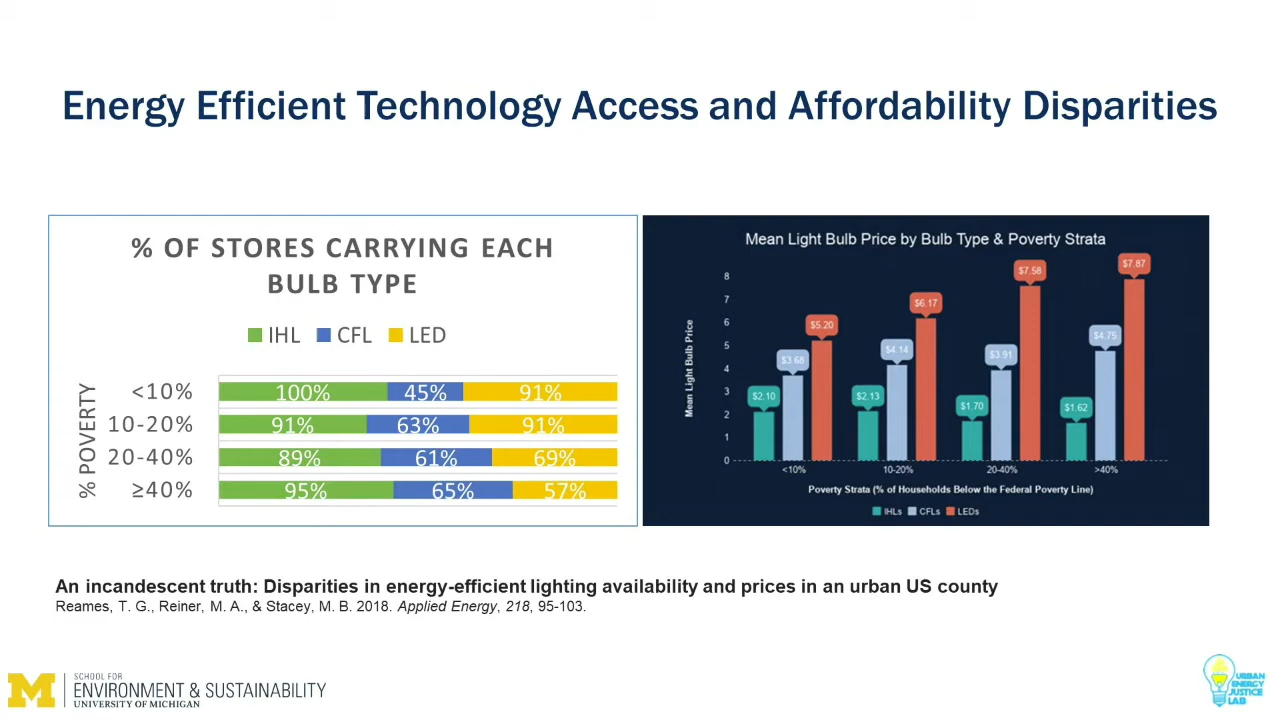 Energy Efficient Technology Access and Affordability Disparities
% OF STORES CARRYING EACH
BULB TYPE
IHL CFL LED
% POVERTY
<10% 100% 45% 91%
10-20% 91% 63% 91%
20-40% 89% 61% 69%
≥40% 95% 65% 57%
Mean Light Bulb Price by Bulb Type & Poverty Strata
Mean Light Bulb Price
8
7
6
5
4
3
2
1
0
$2.10 $3.68 $5.20
$2.13 $4.14 $6.17
$1.70 $3.91 $7.58
$1.62 $4.75 $7.87
<10% 10-20% 20-40% >40%
Poverty Strata (% of Households Below the Federal Poverty Line)
IHLs CFLs LEDs
An incandescent truth: Disparities in energy-efficient lighting availability and prices in an urban US county
Reames, T. G., Reiner, M. A., & Stacey, M. B. 2018. Applied Energy, 218, 95-103.
M
SCHOOL FOR
ENVIRONMENT & SUSTAINABILITY
UNIVERSITY OF MICHIGAN
URBAN
ENERGY
JUSTICE
LAB